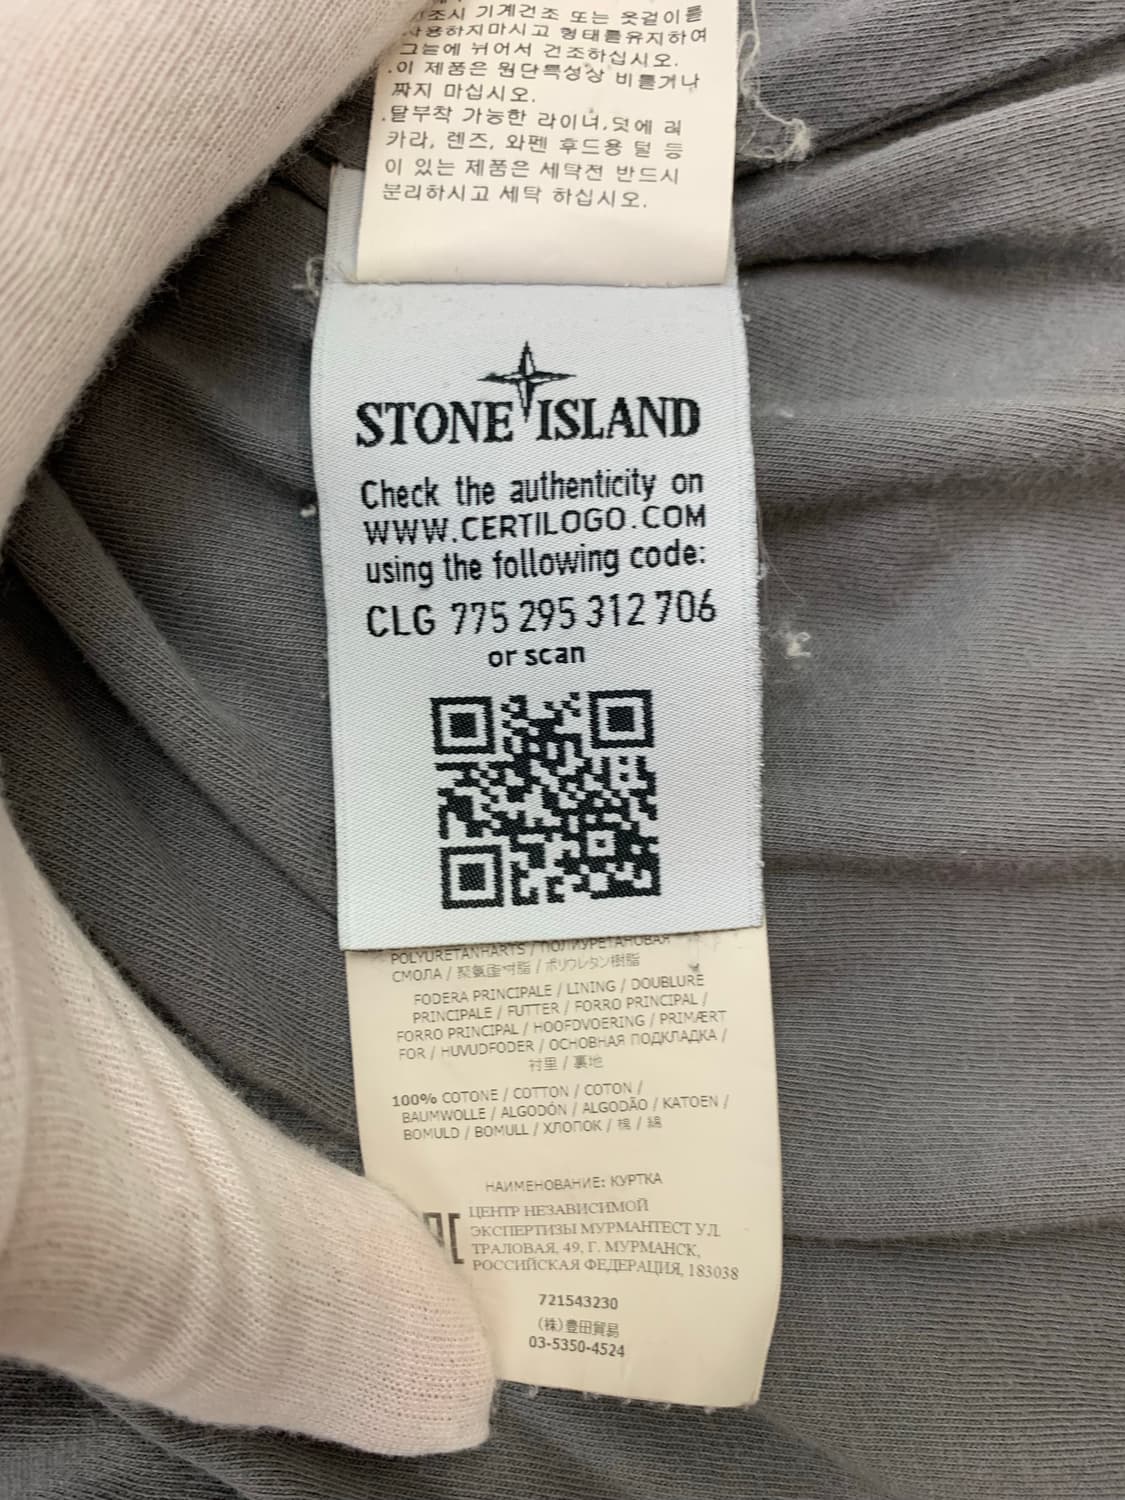 건조시 기계건조 또는 옷걸이를
사용하지마시고 형태를유지하여
그늘에 뉘어서 건조하십시오.
.이 제품은 원단특성상 비틀거나
짜지 마십시오.
.탈부착 가능한 라이너,덧에 리
카라, 렌즈, 와펜 후드용 털 등
이 있는 제품은 세탁전 반드시
분리하시고 세탁 하십시오.
STONE ISLAND
Check the authenticity on
WWW.CERTILOGO.COM
using the following code:
CLG 775 295 312 706
or scan
POLYURETANHARTS / ПОЛИУРЕТАНОВАЯ
СМОЛА / 聚氨酯树脂 / ポリウレタン樹脂
FODERA PRINCIPALE / LINING / DOUBLURE
PRINCIPALE / FUTTER / FORRO PRINCIPAL /
FORRO PRINCIPAL / HOOFDVOERING / PRIMÆRT
FOR / HUVUDFODER / ОСНОВНАЯ ПОДКЛАДКА /
衬里 / 裏地
100% COTONE / COTTON / COTON /
BAUMWOLLE / ALGODÓN / ALGODÃO / KATOEN /
BOMULD / BOMULL / ХЛОПОК / 棉 / 綿
НАИМЕНОВАНИЕ: КУРТКА
ЦЕНТР НЕЗАВИСИМОЙ
ЭКСПЕРТИЗЫ МУРМАНТЕСТ УЛ.
ТРАЛОВАЯ, 49, Г. МУРМАНСК,
РОССИЙСКАЯ ФЕДЕРАЦИЯ, 183038
721543230
(株)豊田貿易
03-5350-4524